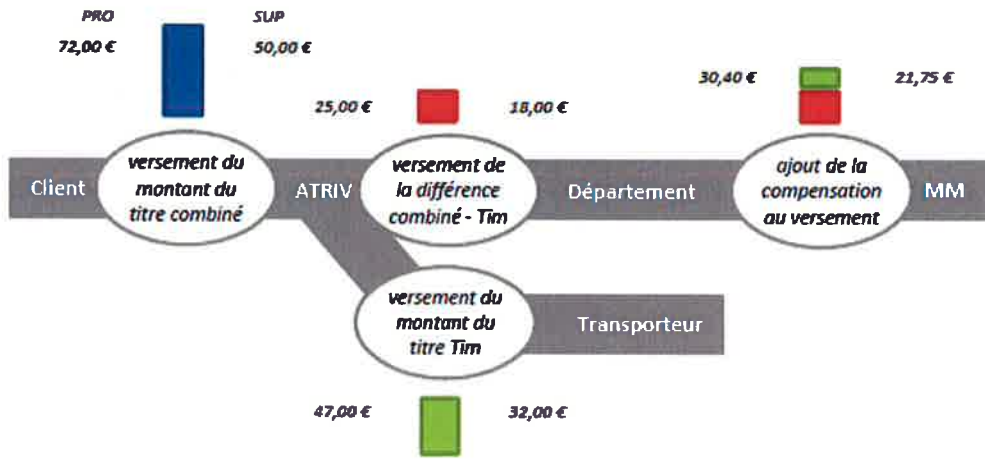 PRO SUP
72,00 € 50,00 €
30,40 € 21,75 €
25,00 € 18,00 €
Client
versement du
montant du
titre combiné
ATRIV
versement de
la différence
combiné - Tim
Département
ajout de la
compensation
au versement
MM
versement du
montant du
titre Tim
Transporteur
47,00 € 32,00 €